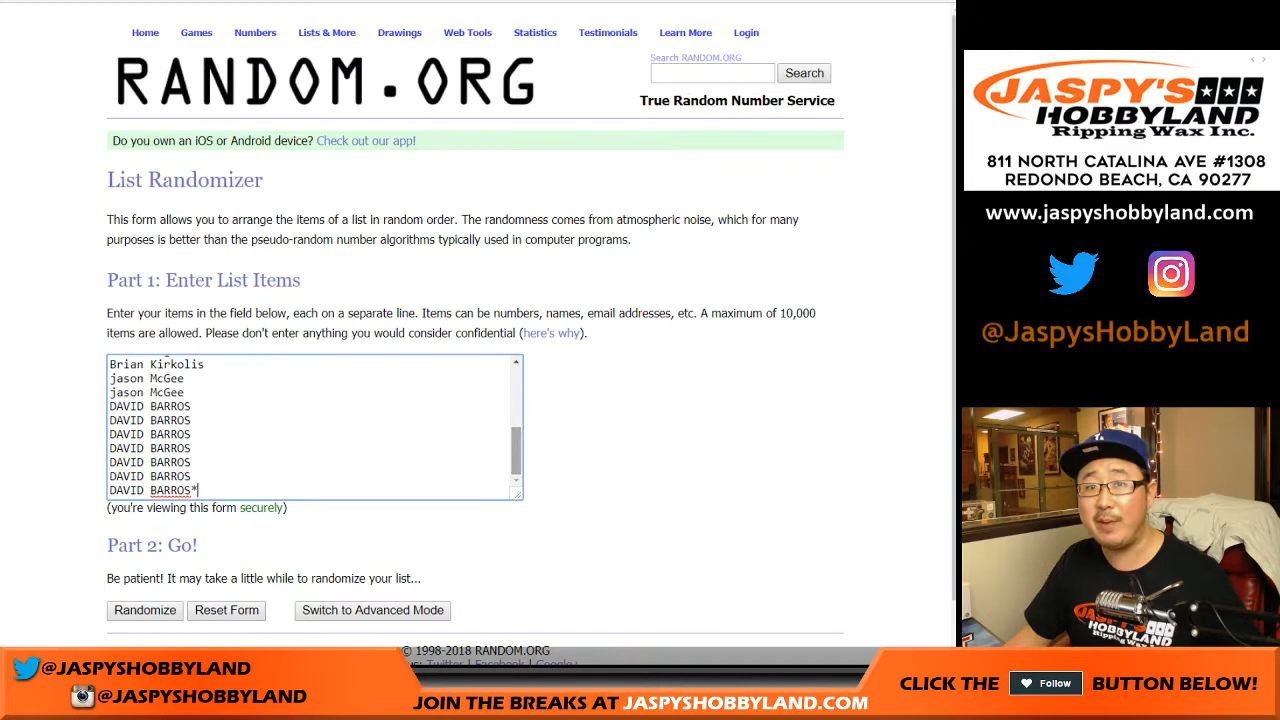 Home Games Numbers Lists & More Drawings Web Tools Statistics Testimonials Learn More Login
RANDOM.ORG
Search RANDOM.ORG
Search
True Random Number Service
Do you own an iOS or Android device? Check out our app!
List Randomizer
This form allows you to arrange the items of a list in random order. The randomness comes from atmospheric noise, which for many
purposes is better than the pseudo-random number algorithms typically used in computer programs.
Part 1: Enter List Items
Enter your items in the field below, each on a separate line. Items can be numbers, names, email addresses, etc. A maximum of 10,000
items are allowed. Please don't enter anything you would consider confidential (here's why).
Brian Kirkolis
jason McGee
jason McGee
DAVID BARROS
DAVID BARROS
DAVID BARROS
DAVID BARROS
DAVID BARROS
DAVID BARROS
DAVID BARROS*
(you're viewing this form securely)
Part 2: Go!
Be patient! It may take a little while to randomize your list...
Randomize Reset Form Switch to Advanced Mode
© 1998-2018 RANDOM.ORG
Twitter | Facebook | Google+
JASPY'S
HOBBYLAND
Ripping Wax Inc.
811 NORTH CATALINA AVE #1308
REDONDO BEACH, CA 90277
www.jaspyshobbyland.com
@JaspysHobbyLand
JASPY'S
HOBBYLAND
Ripping Wax Inc.
@JASPYSHOBBYLAND
@JASPYSHOBBYLAND
JOIN THE BREAKS AT JASPYSHOBBYLAND.COM
CLICK THE Follow BUTTON BELOW!